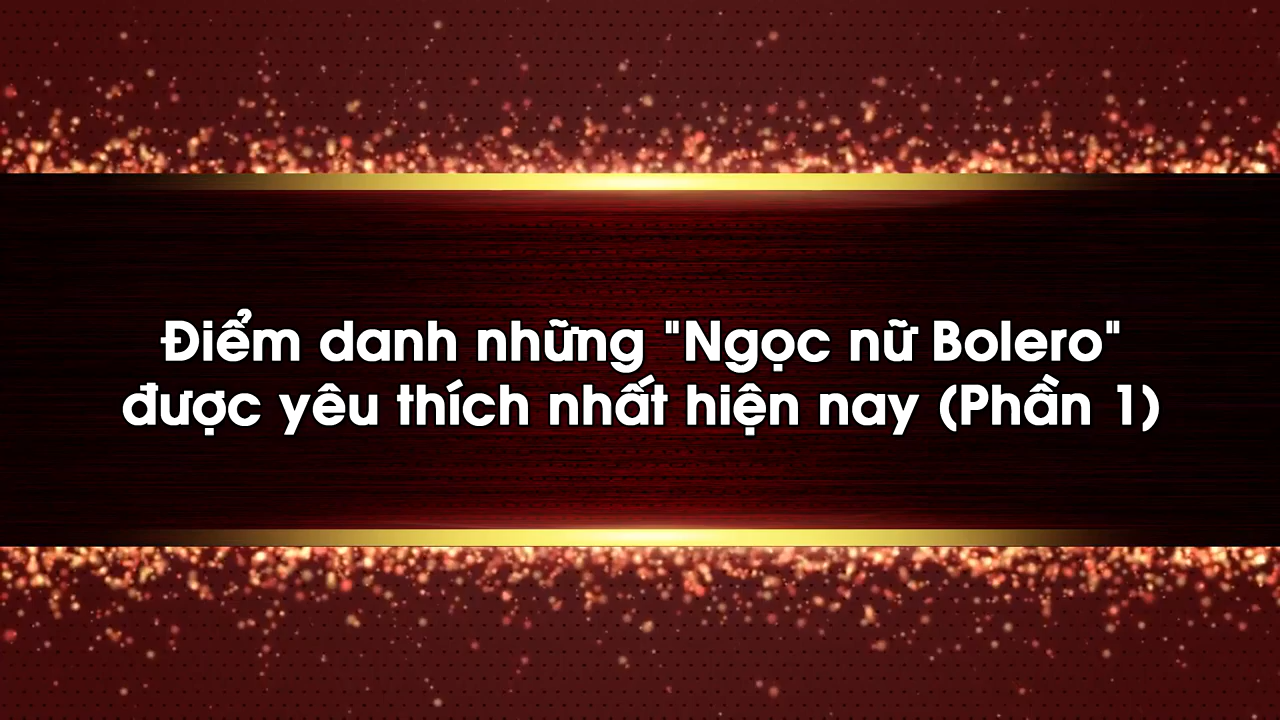 Điểm danh những "Ngọc nữ Bolero"
được yêu thích nhất hiện nay (Phần 1)